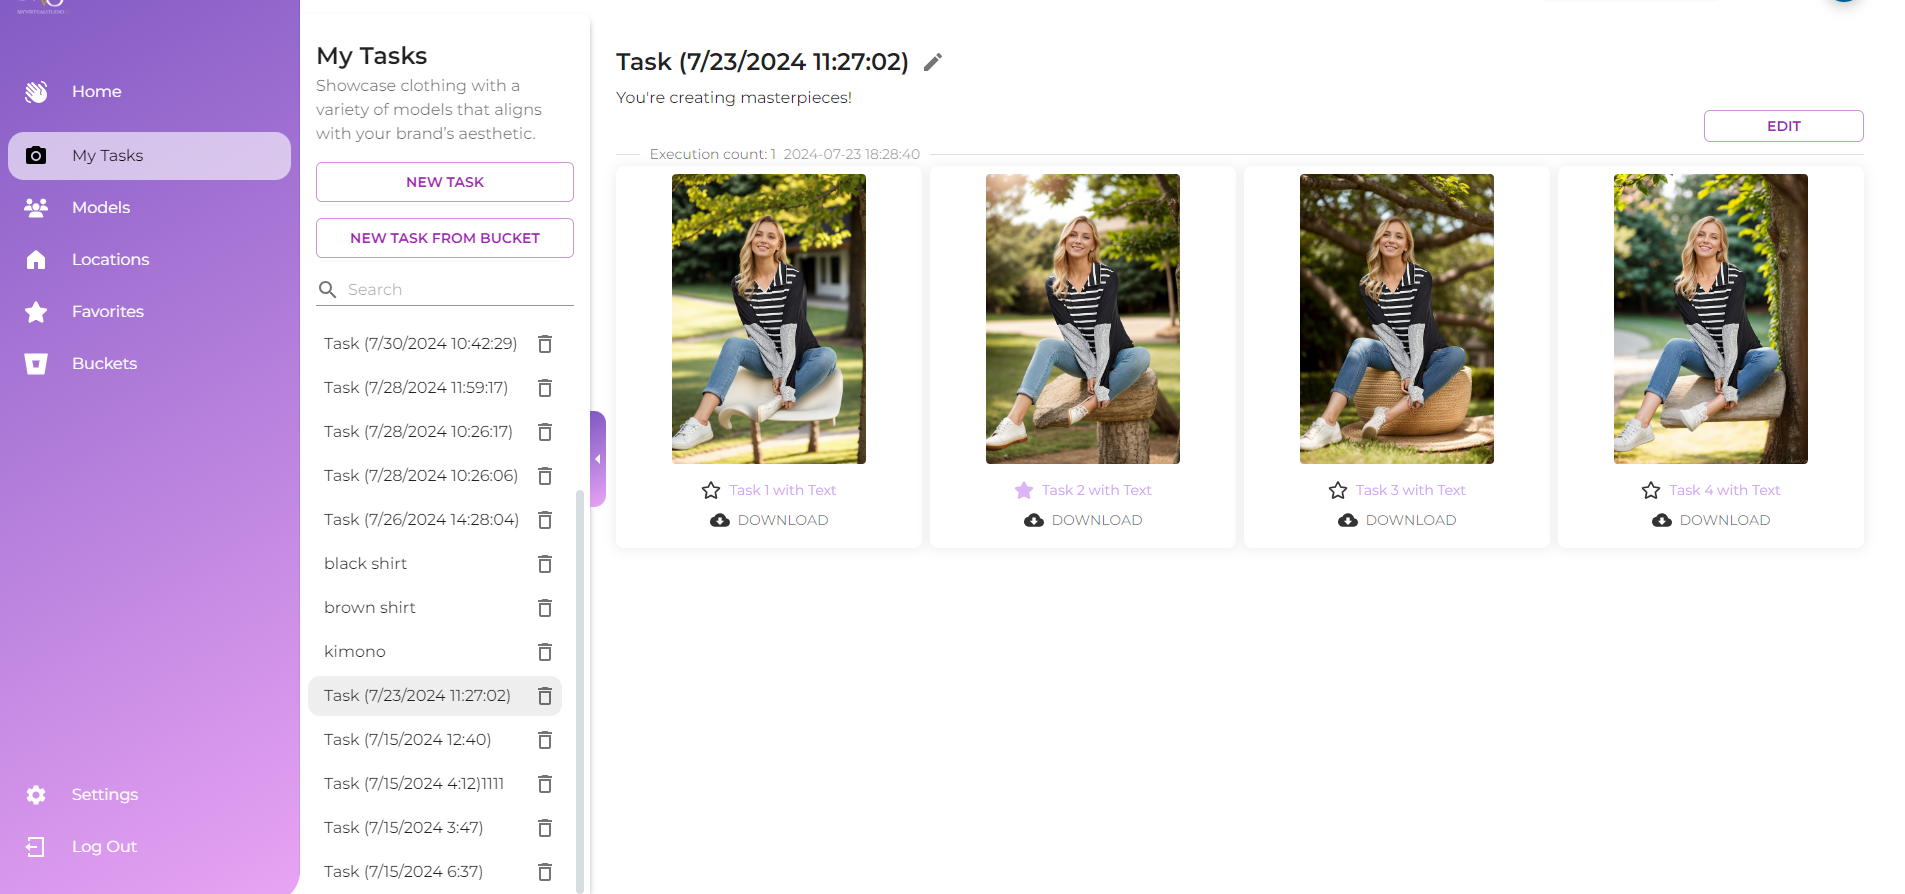 Home
My Tasks
Models
Locations
Favorites
Buckets
Settings
Log Out
My Tasks
Showcase clothing with a
variety of models that aligns
with your brand's aesthetic.
NEW TASK
NEW TASK FROM BUCKET
Search
Task (7/30/2024 10:42:29)
Task (7/28/2024 11:59:17)
Task (7/28/2024 10:26:17)
Task (7/28/2024 10:26:06)
Task (7/26/2024 14:28:04)
black shirt
brown shirt
kimono
Task (7/23/2024 11:27:02)
Task (7/15/2024 12:40)
Task (7/15/2024 4:12)1111
Task (7/15/2024 3:47)
Task (7/15/2024 6:37)
Task (7/23/2024 11:27:02)
You're creating masterpieces!
EDIT
Execution count: 1 2024-07-23 18:28:40
Task 1 with Text
DOWNLOAD
Task 2 with Text
DOWNLOAD
Task 3 with Text
DOWNLOAD
Task 4 with Text
DOWNLOAD